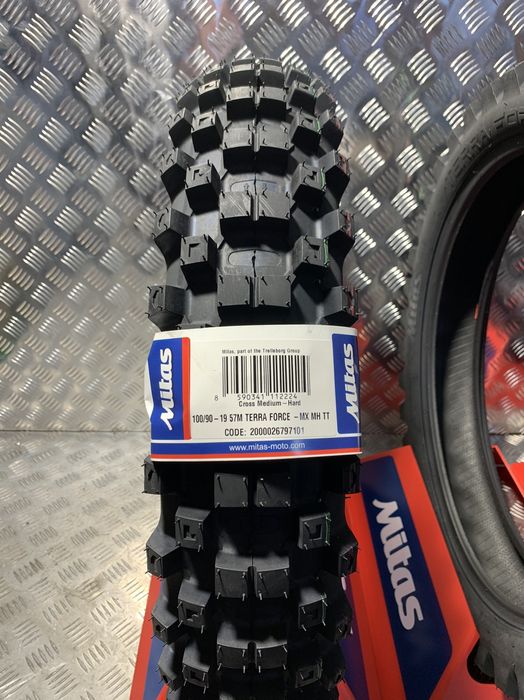 Mitas
Mitas, part of the Trelleborg Group
8 590341 112224
Cross Medium - Hard
100/90 - 19 57M TERRA FORCE - MX MH TT
CODE: 2000026797101
www.mitas-moto.com
Mitas
Mitas